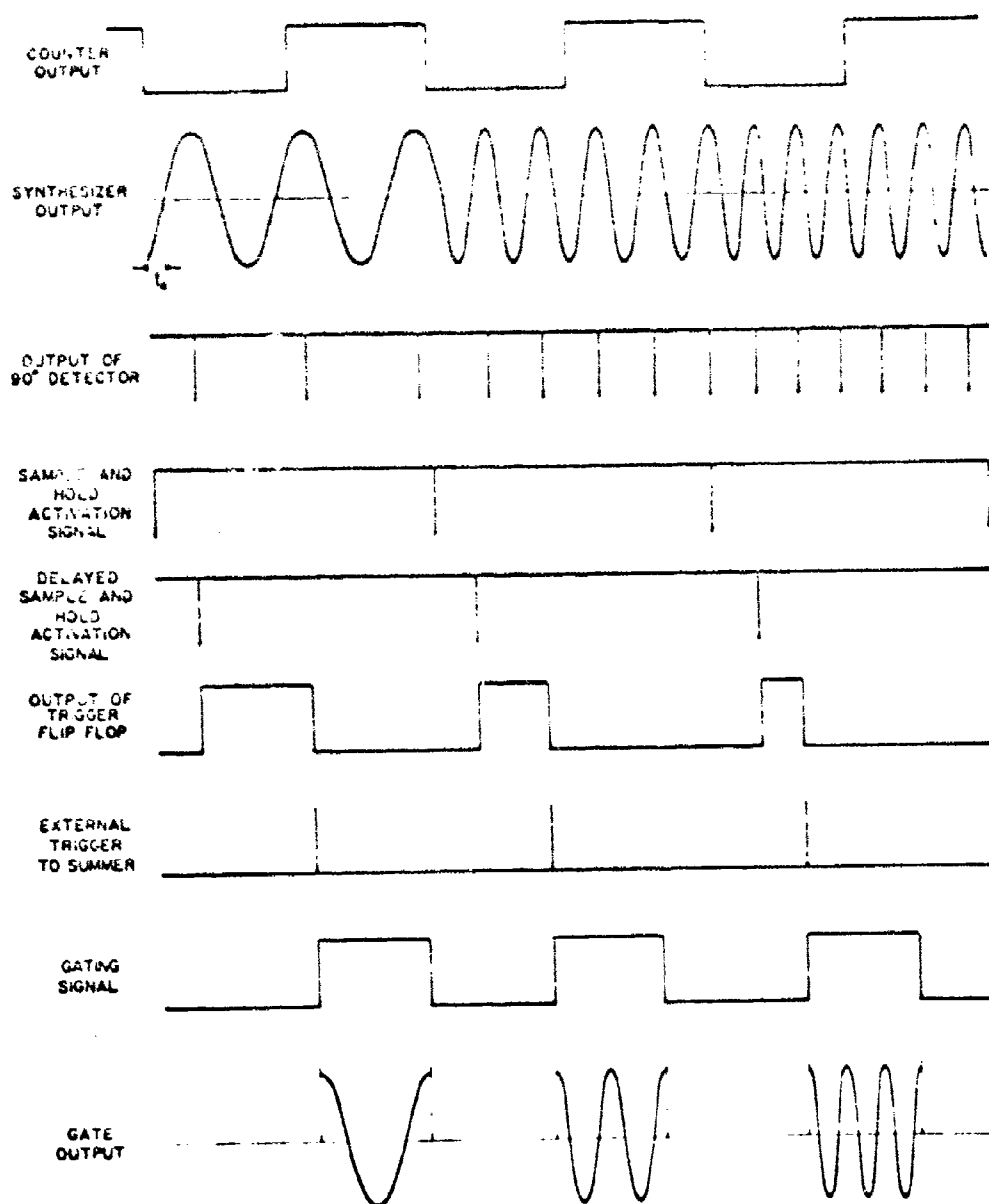 COUNTER
OUTPUT
SYNTHESIZER
OUTPUT
OUTPUT OF
90° DETECTOR
SAMPLE AND
HOLD
ACTIVATION
SIGNAL
DELAYED
SAMPLE AND
HOLD
ACTIVATION
SIGNAL
OUTPUT OF
TRIGGER
FLIP FLOP
EXTERNAL
TRIGGER
TO SUMMER
GATING
SIGNAL
GATE
OUTPUT